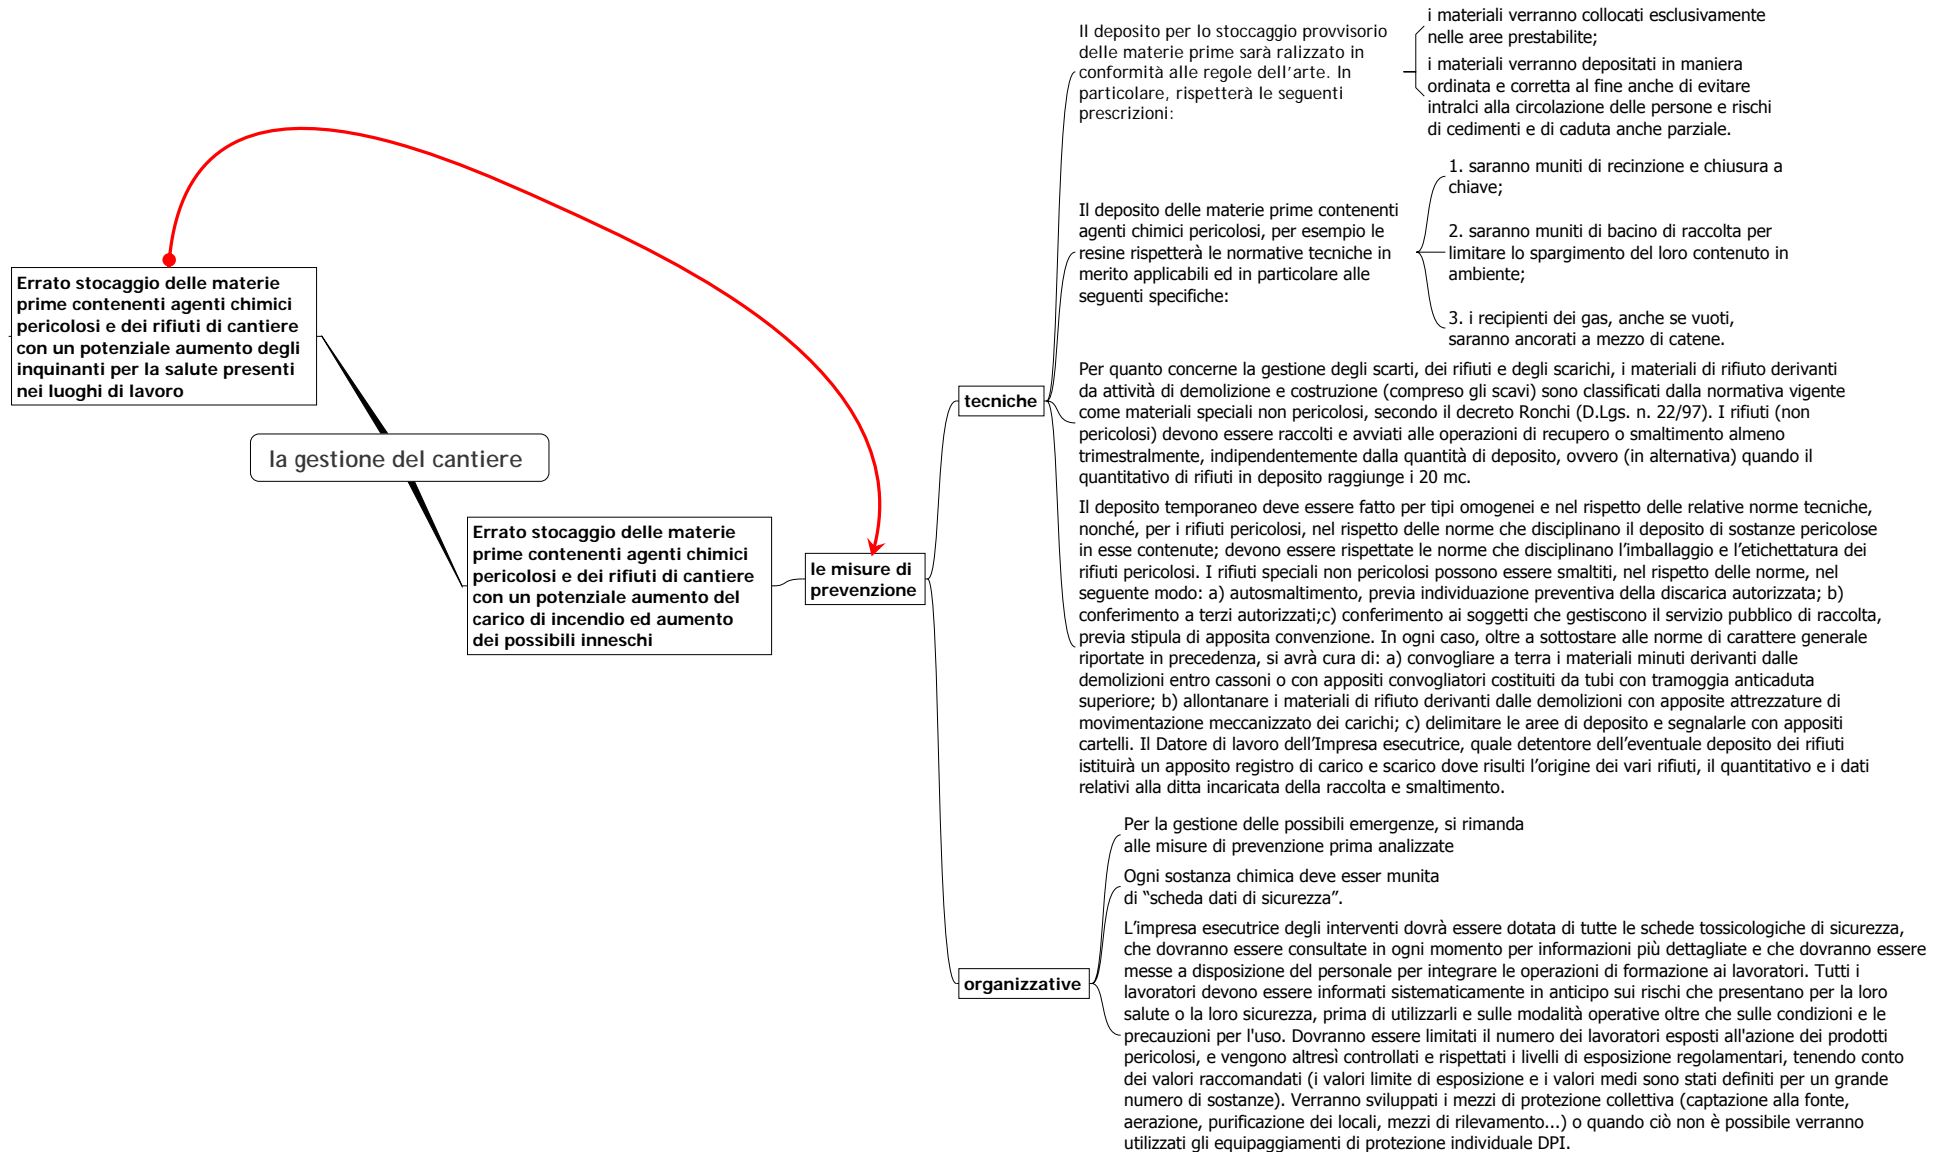 Errato stocaggio delle materie
prime contenenti agenti chimici
pericolosi e dei rifiuti di cantiere
con un potenziale aumento degli
inquinanti per la salute presenti
nei luoghi di lavoro
la gestione del cantiere
Errato stocaggio delle materie
prime contenenti agenti chimici
pericolosi e dei rifiuti di cantiere
con un potenziale aumento del
carico di incendio ed aumento
dei possibili inneschi
le misure di
prevenzione
tecniche
Il deposito per lo stoccaggio provvisorio
delle materie prime sarà ralizzato in
conformità alle regole dell'arte. In
particolare, rispetterà le seguenti
prescrizioni:
i materiali verranno collocati esclusivamente
nelle aree prestabilite;
i materiali verranno depositati in maniera
ordinata e corretta al fine anche di evitare
intralci alla circolazione delle persone e rischi
di cedimenti e di caduta anche parziale.
Il deposito delle materie prime contenenti
agenti chimici pericolosi, per esempio le
resine rispetterà le normative tecniche in
merito applicabili ed in particolare alle
seguenti specifiche:
1. saranno muniti di recinzione e chiusura a
chiave;
2. saranno muniti di bacino di raccolta per
limitare lo spargimento del loro contenuto in
ambiente;
3. i recipienti dei gas, anche se vuoti,
saranno ancorati a mezzo di catene.
Per quanto concerne la gestione degli scarti, dei rifiuti e degli scarichi, i materiali di rifiuto derivanti
da attività di demolizione e costruzione (compreso gli scavi) sono classificati dalla normativa vigente
come materiali speciali non pericolosi, secondo il decreto Ronchi (D.Lgs. n. 22/97). I rifiuti (non
pericolosi) devono essere raccolti e avviati alle operazioni di recupero o smaltimento almeno
trimestralmente, indipendentemente dalla quantità di deposito, ovvero (in alternativa) quando il
quantitativo di rifiuti in deposito raggiunge i 20 mc.
Il deposito temporaneo deve essere fatto per tipi omogenei e nel rispetto delle relative norme tecniche,
nonché, per i rifiuti pericolosi, nel rispetto delle norme che disciplinano il deposito di sostanze pericolose
in esse contenute; devono essere rispettate le norme che disciplinano l'imballaggio e l'etichettatura dei
rifiuti pericolosi. I rifiuti speciali non pericolosi possono essere smaltiti, nel rispetto delle norme, nel
seguente modo: a) autosmaltimento, previa individuazione preventiva della discarica autorizzata; b)
conferimento a terzi autorizzati;c) conferimento ai soggetti che gestiscono il servizio pubblico di raccolta,
previa stipula di apposita convenzione. In ogni caso, oltre a sottostare alle norme di carattere generale
riportate in precedenza, si avrà cura di: a) convogliare a terra i materiali minuti derivanti dalle
demolizioni entro cassoni o con appositi convogliatori costituiti da tubi con tramoggia anticaduta
superiore; b) allontanare i materiali di rifiuto derivanti dalle demolizioni con apposite attrezzature di
movimentazione meccanizzato dei carichi; c) delimitare le aree di deposito e segnalarle con appositi
cartelli. Il Datore di lavoro dell'Impresa esecutrice, quale detentore dell'eventuale deposito dei rifiuti
istituirà un apposito registro di carico e scarico dove risulti l'origine dei vari rifiuti, il quantitativo e i dati
relativi alla ditta incaricata della raccolta e smaltimento.
organizzative
Per la gestione delle possibili emergenze, si rimanda
alle misure di prevenzione prima analizzate
Ogni sostanza chimica deve esser munita
di "scheda dati di sicurezza".
L'impresa esecutrice degli interventi dovrà essere dotata di tutte le schede tossicologiche di sicurezza,
che dovranno essere consultate in ogni momento per informazioni più dettagliate e che dovranno essere
messe a disposizione del personale per integrare le operazioni di formazione ai lavoratori. Tutti i
lavoratori devono essere informati sistematicamente in anticipo sui rischi che presentano per la loro
salute o la loro sicurezza, prima di utilizzarli e sulle modalità operative oltre che sulle condizioni e le
precauzioni per l'uso. Dovranno essere limitati il numero dei lavoratori esposti all'azione dei prodotti
pericolosi, e vengono altresì controllati e rispettati i livelli di esposizione regolamentari, tenendo conto
dei valori raccomandati (i valori limite di esposizione e i valori medi sono stati definiti per un grande
numero di sostanze). Verranno sviluppati i mezzi di protezione collettiva (captazione alla fonte,
aerazione, purificazione dei locali, mezzi di rilevamento...) o quando ciò non è possibile verranno
utilizzati gli equipaggiamenti di protezione individuale DPI.